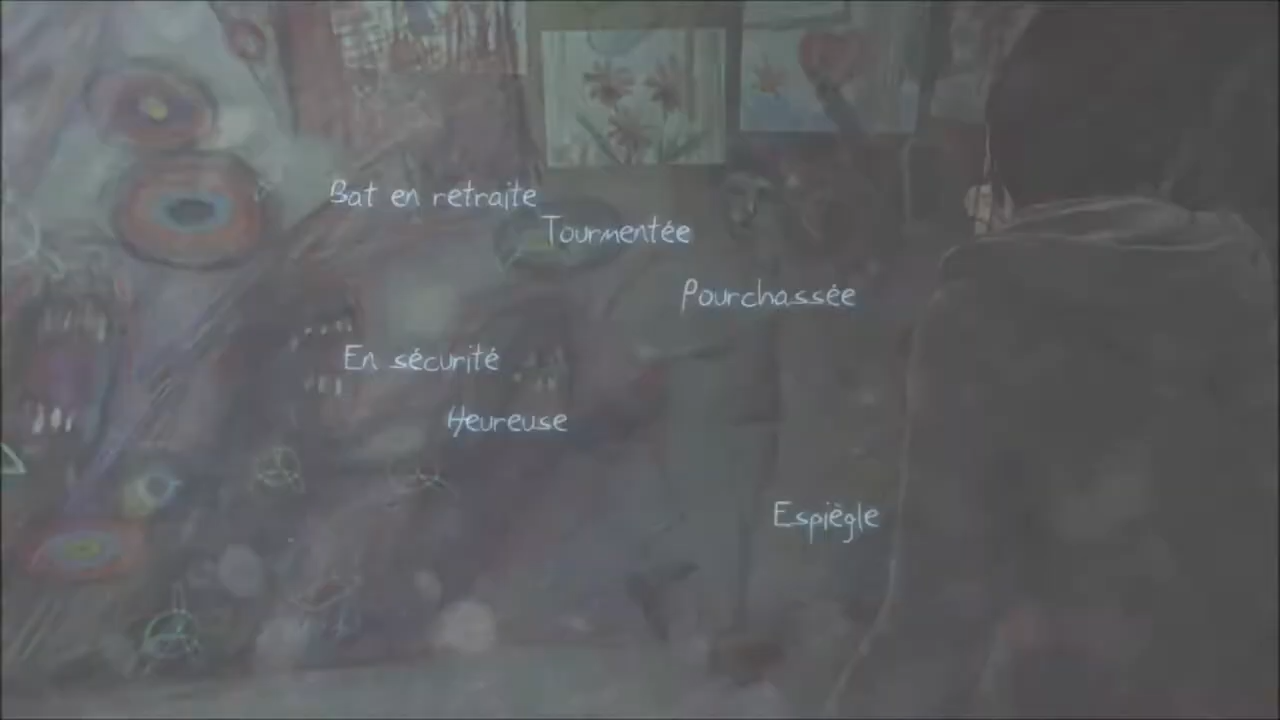 Bat en retraite
Tourmentée
Pourchassée
En sécurité
Heureuse
Espiègle